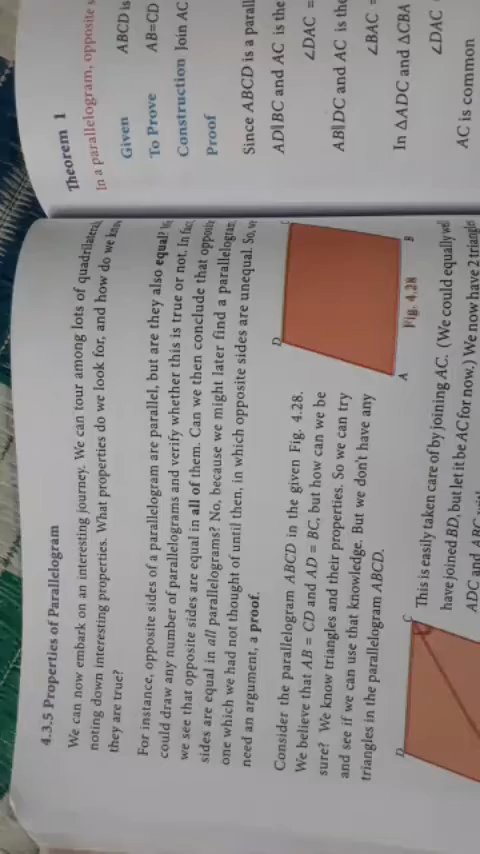 4.3.5 Properties of Parallelogram
We can now embark on an interesting journey. We can tour among lots of quadrilaterals,
noting down interesting properties. What properties do we look for, and how do we know
they are true?
For instance, opposite sides of a parallelogram are parallel, but are they also equal? We
could draw any number of parallelograms and verify whether this is true or not. In fact,
we see that opposite sides are equal in all of them. Can we then conclude that opposite
sides are equal in all parallelograms? No, because we might later find a parallelogram,
one which we had not thought of until then, in which opposite sides are unequal. So, we
need an argument, a proof.
Consider the parallelogram ABCD in the given Fig. 4.28.
We believe that AB = CD and AD = BC, but how can we be
sure? We know triangles and their properties. So we can try
and see if we can use that knowledge. But we don't have any
triangles in the parallelogram ABCD.
D C
A B
Fig. 4.28
D C
This is easily taken care of by joining AC. (We could equally well
have joined BD, but let it be AC for now.) We now have 2 triangles
ADC and ABC
Theorem 1
In a parallelogram, opposite
Given ABCD is
To Prove AB=CD
Construction Join AC
Proof
Since ABCD is a parall
AD∥BC and AC is the
∠DAC =
AB∥DC and AC is the
∠BAC =
In ΔADC and ΔCBA
∠DAC
AC is common